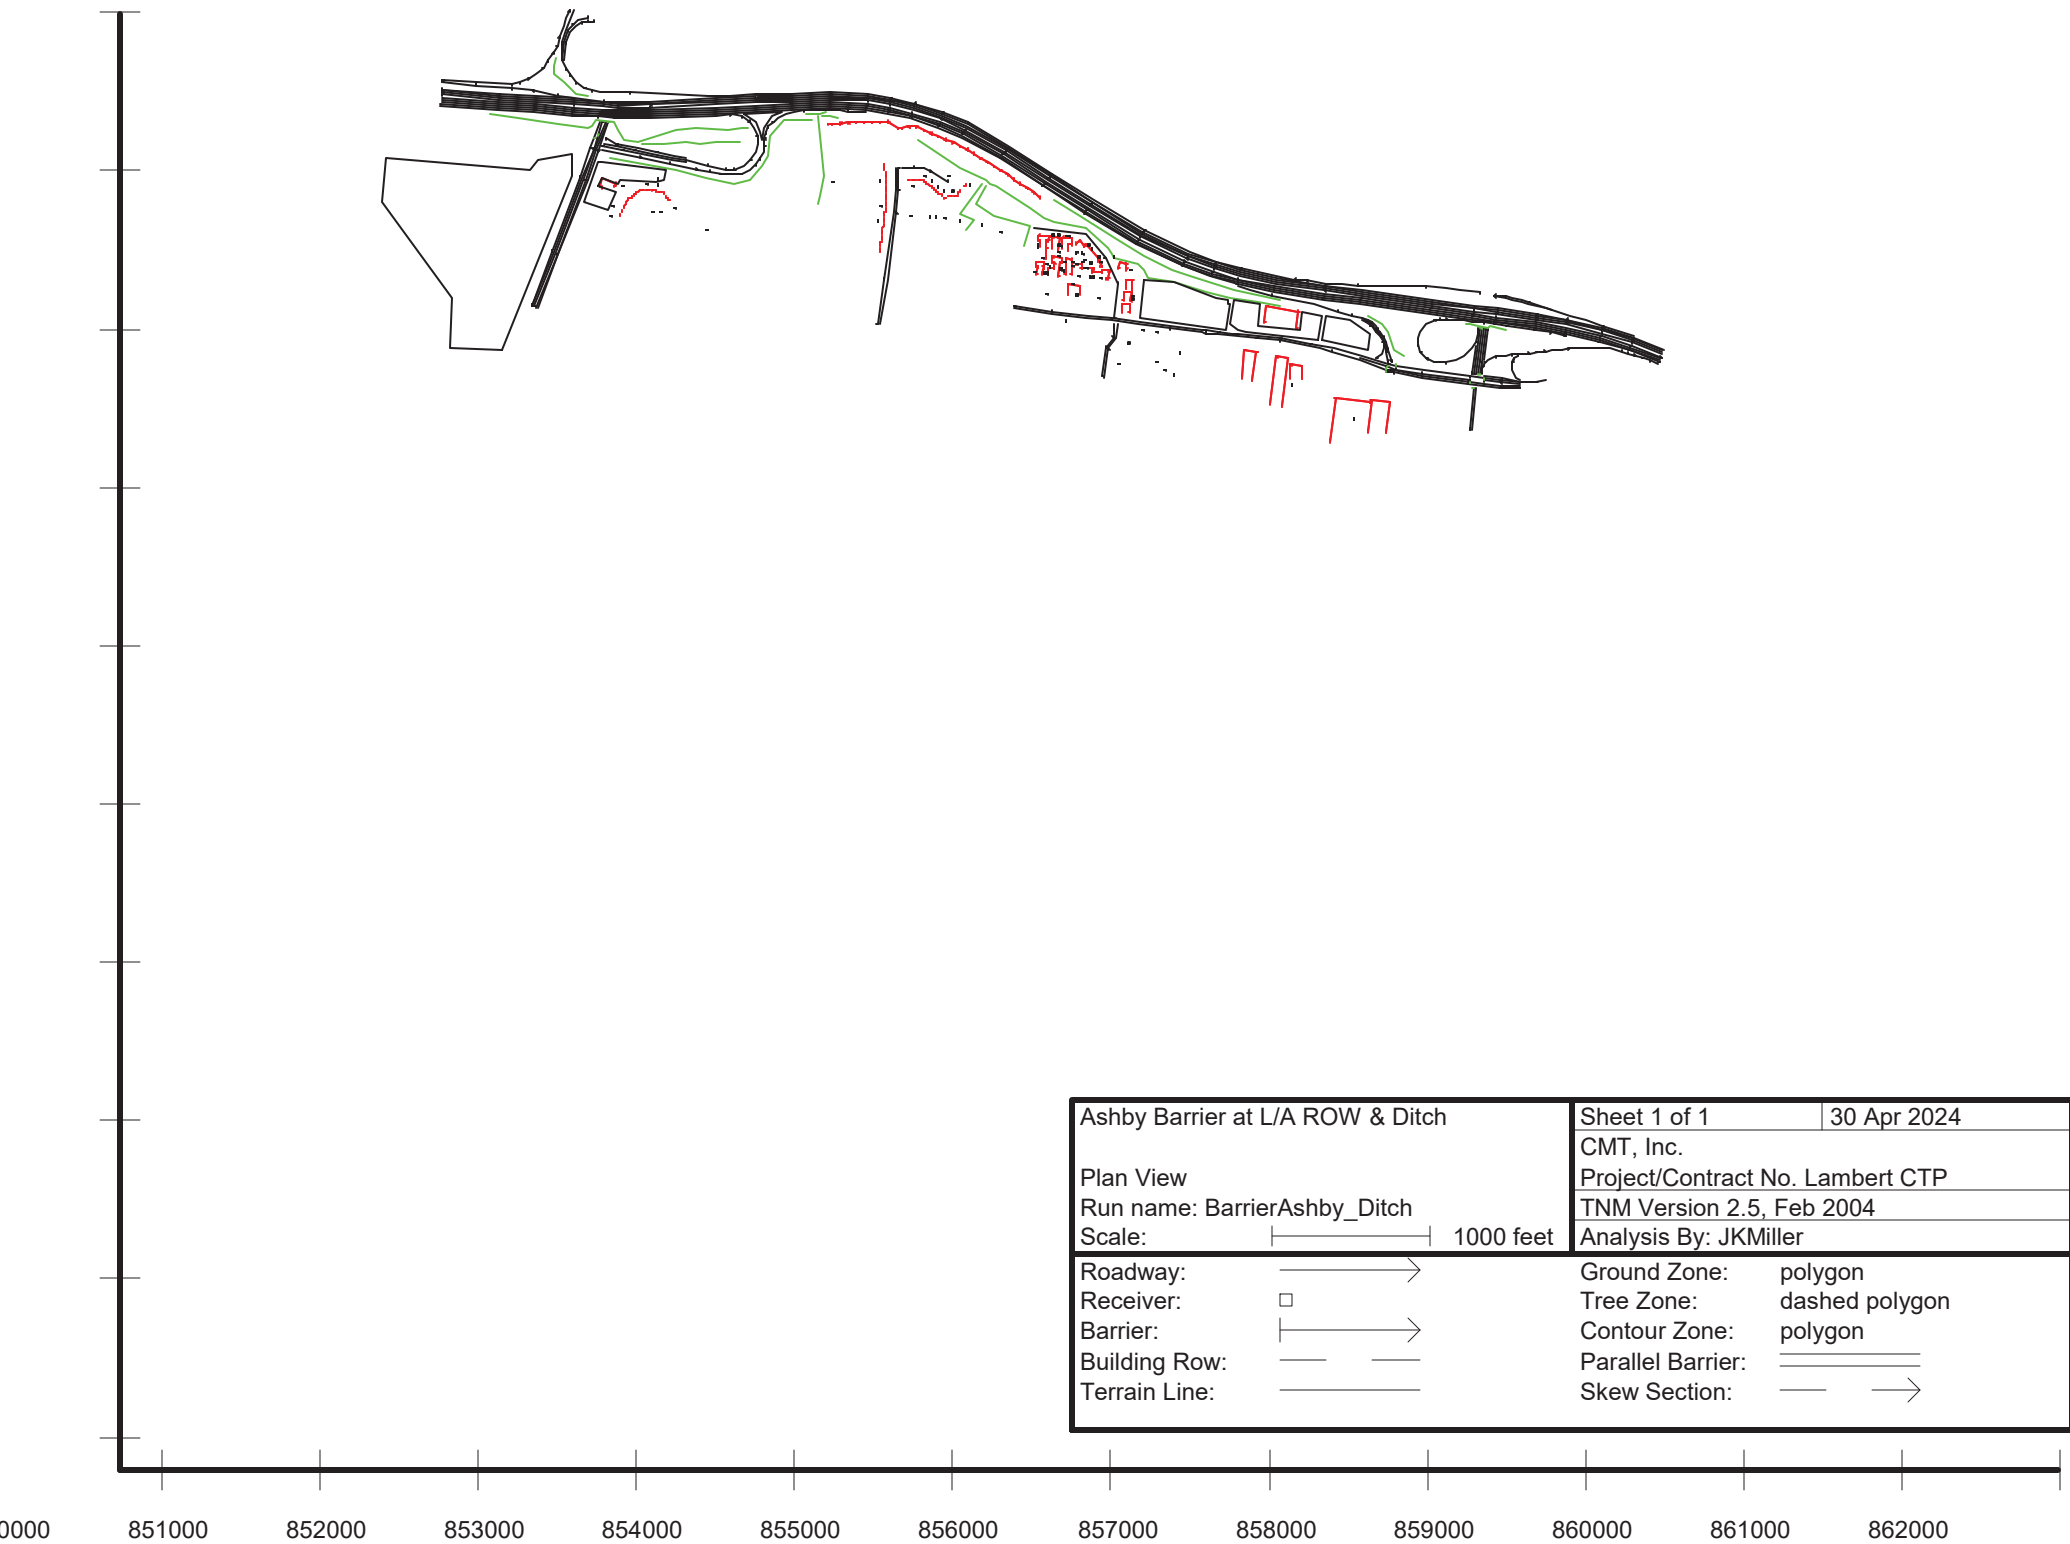 Ashby Barrier at L/A ROW & Ditch
Sheet 1 of 1
30 Apr 2024
CMT, Inc.
Plan View
Project/Contract No. Lambert CTP
Run name: BarrierAshby_Ditch
TNM Version 2.5, Feb 2004
Scale:
1000 feet
Analysis By: JKMiller
Roadway:
Ground Zone: polygon
Receiver:
Tree Zone: dashed polygon
Barrier:
Contour Zone: polygon
Building Row:
Parallel Barrier:
Terrain Line:
Skew Section:
0000 851000 852000 853000 854000 855000 856000 857000 858000 859000 860000 861000 862000